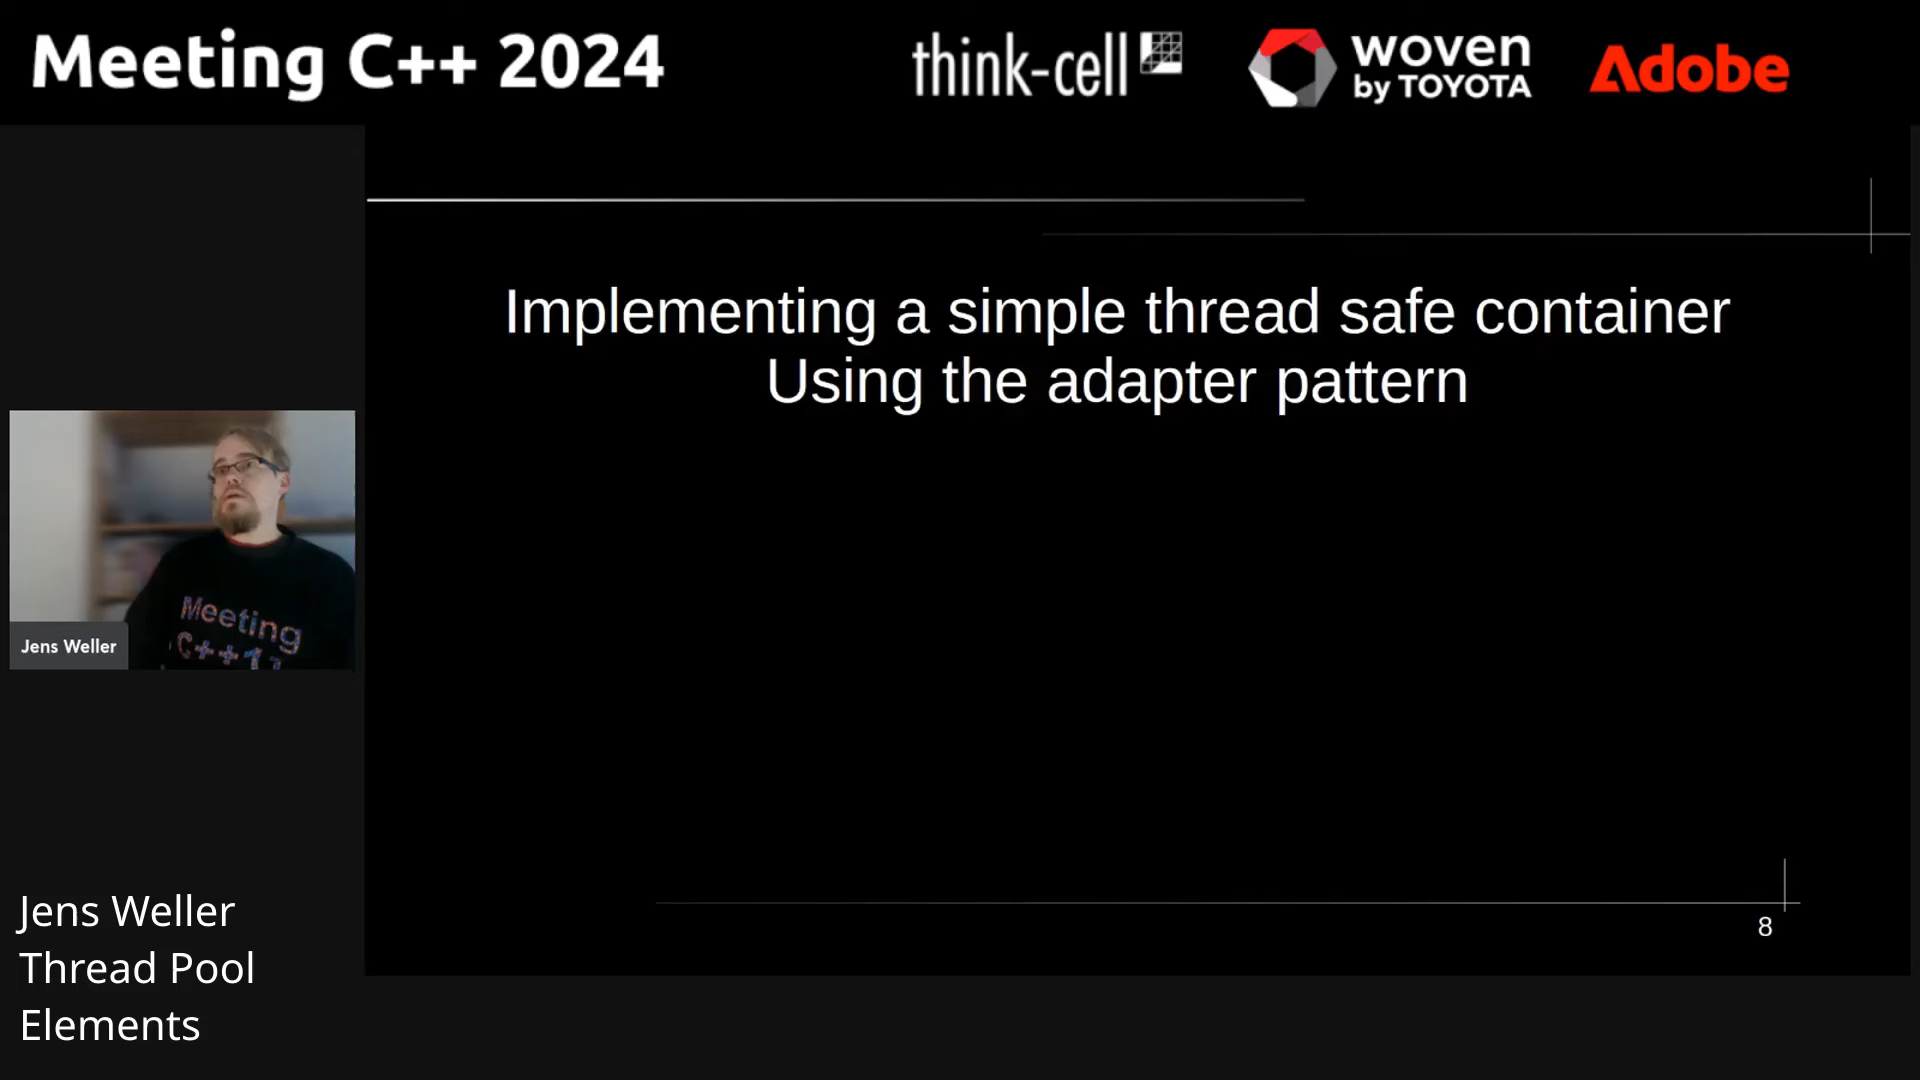 Meeting C++ 2024
think-cell
woven
by TOYOTA
Adobe
Implementing a simple thread safe container
Using the adapter pattern
Meeting
Jens Weller
8
Jens Weller
Thread Pool
Elements